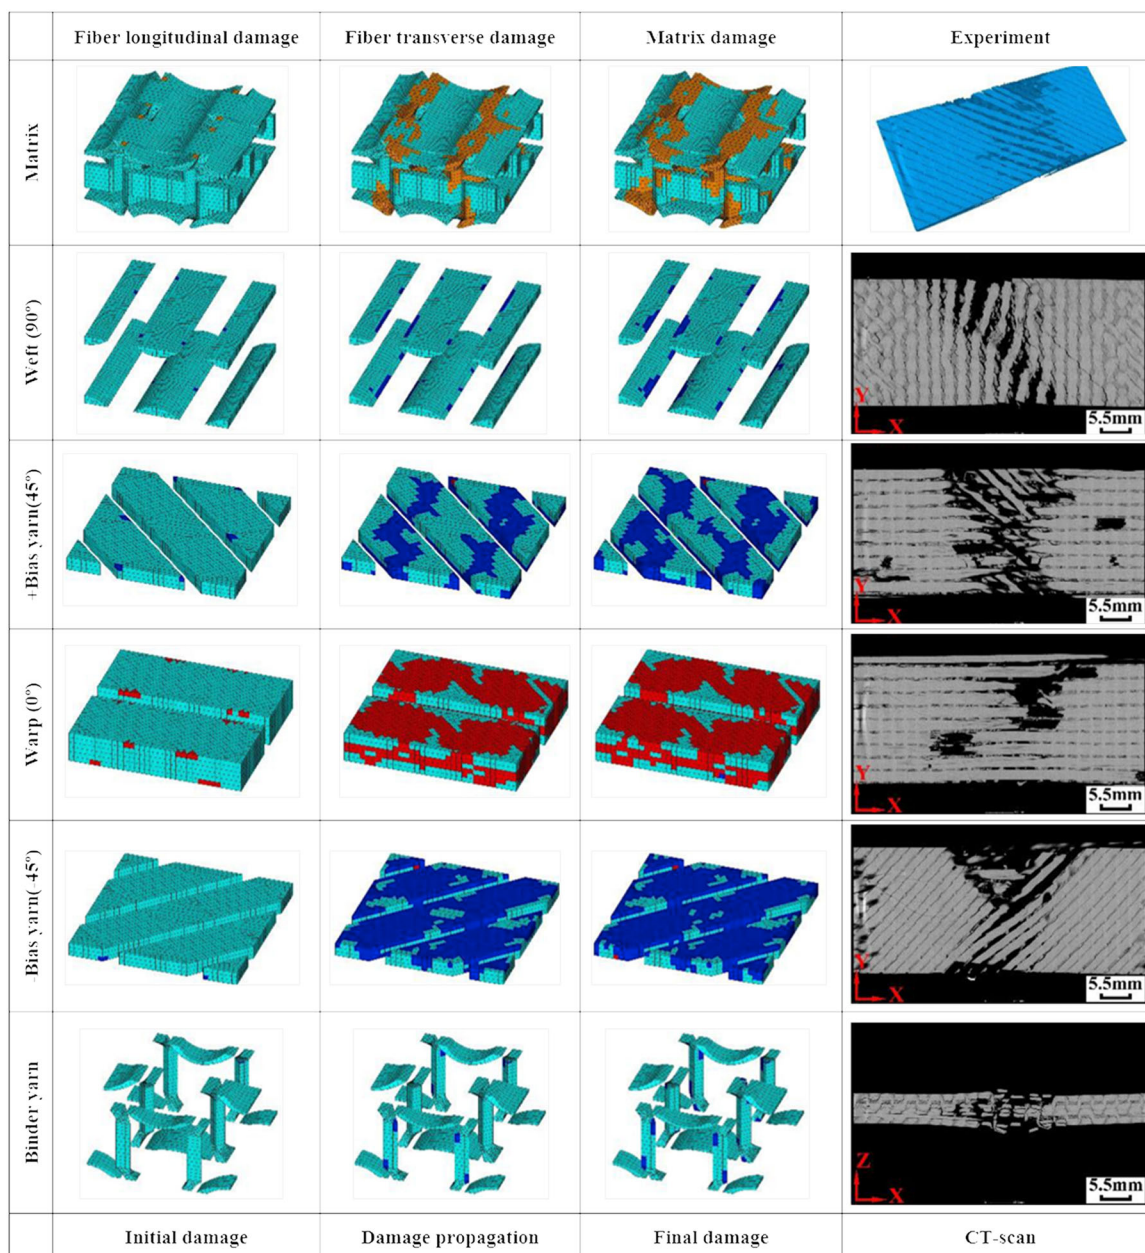 Fiber longitudinal damage Fiber transverse damage Matrix damage Experiment
Matrix
Weft (90°)
Y
X
5.5mm
+Bias yarn(45°)
Y
X
5.5mm
Warp (0°)
Y
X
5.5mm
-Bias yarn(-45°)
Y
X
5.5mm
Binder yarn
Z
X
5.5mm
Initial damage Damage propagation Final damage CT-scan